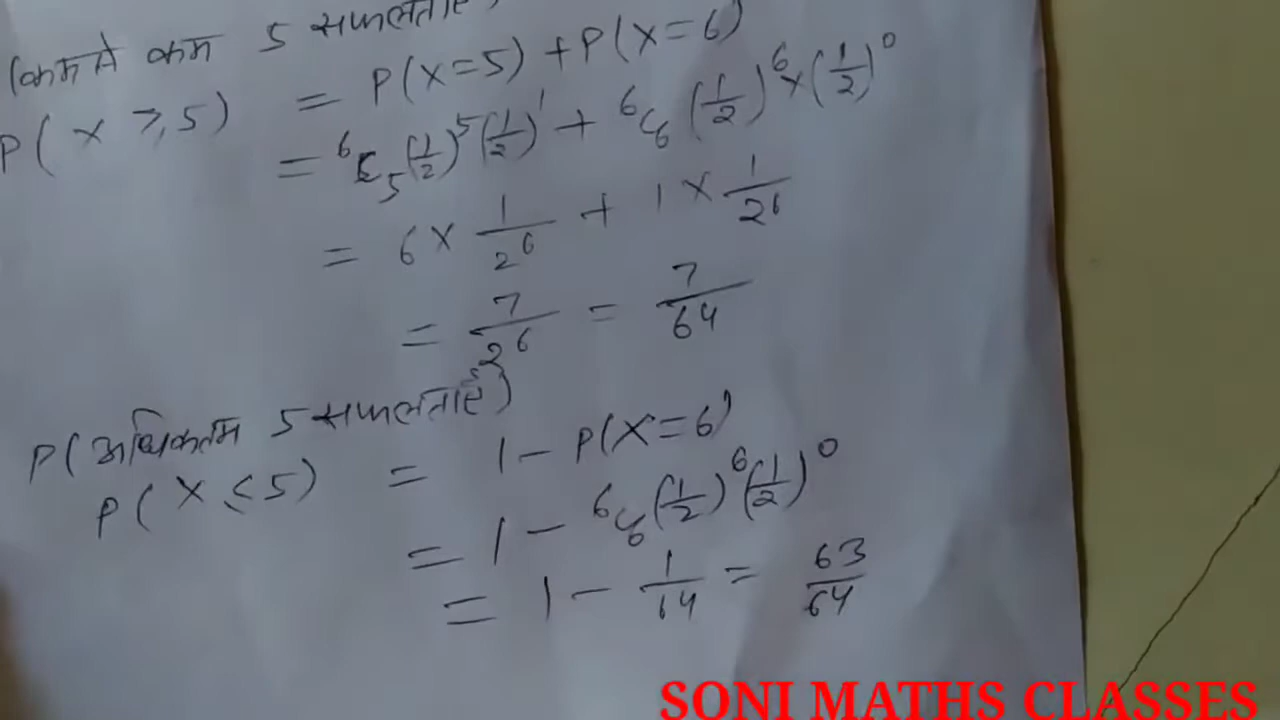 (कमसे कम 5 सफलताएँ)
P( x ⩾ 5) = P(x=5) + P(x=6)
= ⁶C₅(1/2)⁵(1/2)¹ + ⁶C₆(1/2)⁶×(1/2)⁰
= 6 × 1/2⁶ + 1 × 1/2⁶
= 7/2⁶ = 7/64
P(अधिकतम 5 सफलताएँ)
P( x ⩽ 5) = 1 - P(x=6)
= 1 - ⁶C₆(1/2)⁶(1/2)⁰
= 1 - 1/64 = 63/64
SONI MATHS CLASSES